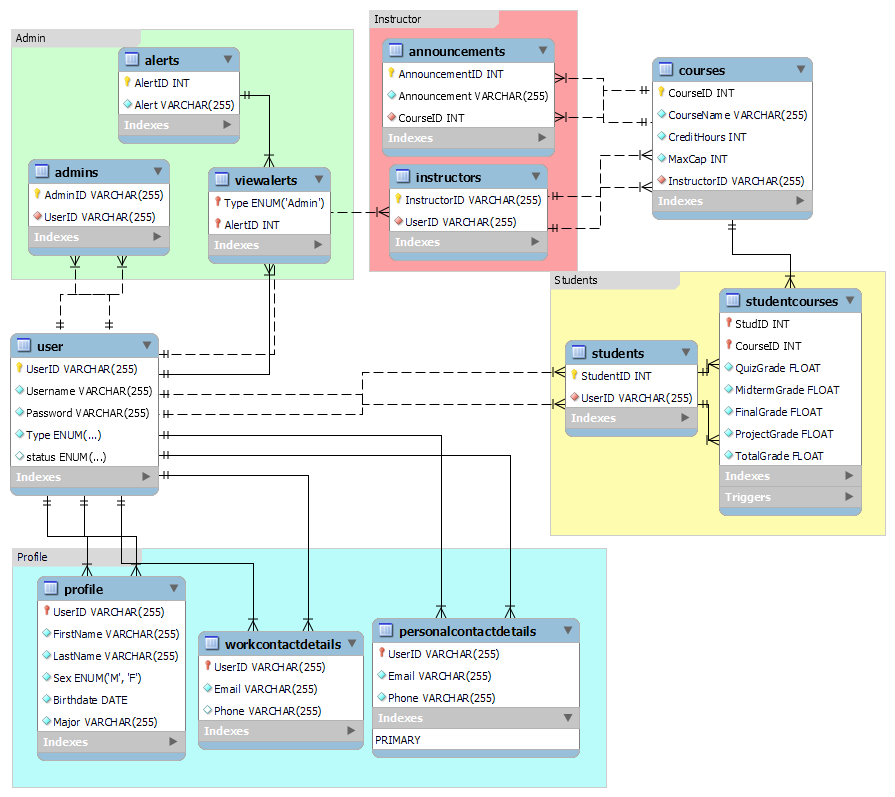 Admin
alerts
AlertID INT
Alert VARCHAR(255)
Indexes
admins
AdminID VARCHAR(255)
UserID VARCHAR(255)
Indexes
viewalerts
Type ENUM('Admin')
AlertID INT
Indexes
Instructor
announcements
AnnouncementID INT
Announcement VARCHAR(255)
CourseID INT
Indexes
instructors
InstructorID VARCHAR(255)
UserID VARCHAR(255)
Indexes
courses
CourseID INT
CourseName VARCHAR(255)
CreditHours INT
MaxCap INT
InstructorID VARCHAR(255)
Indexes
user
UserID VARCHAR(255)
Username VARCHAR(255)
Password VARCHAR(255)
Type ENUM(...)
status ENUM(...)
Indexes
Students
students
StudentID INT
UserID VARCHAR(255)
Indexes
studentcourses
StudID INT
CourseID INT
QuizGrade FLOAT
MidtermGrade FLOAT
FinalGrade FLOAT
ProjectGrade FLOAT
TotalGrade FLOAT
Indexes
Triggers
Profile
profile
UserID VARCHAR(255)
FirstName VARCHAR(255)
LastName VARCHAR(255)
Sex ENUM('M', 'F')
Birthdate DATE
Major VARCHAR(255)
Indexes
workcontactdetails
UserID VARCHAR(255)
Email VARCHAR(255)
Phone VARCHAR(255)
Indexes
personalcontactdetails
UserID VARCHAR(255)
Email VARCHAR(255)
Phone VARCHAR(255)
Indexes
PRIMARY